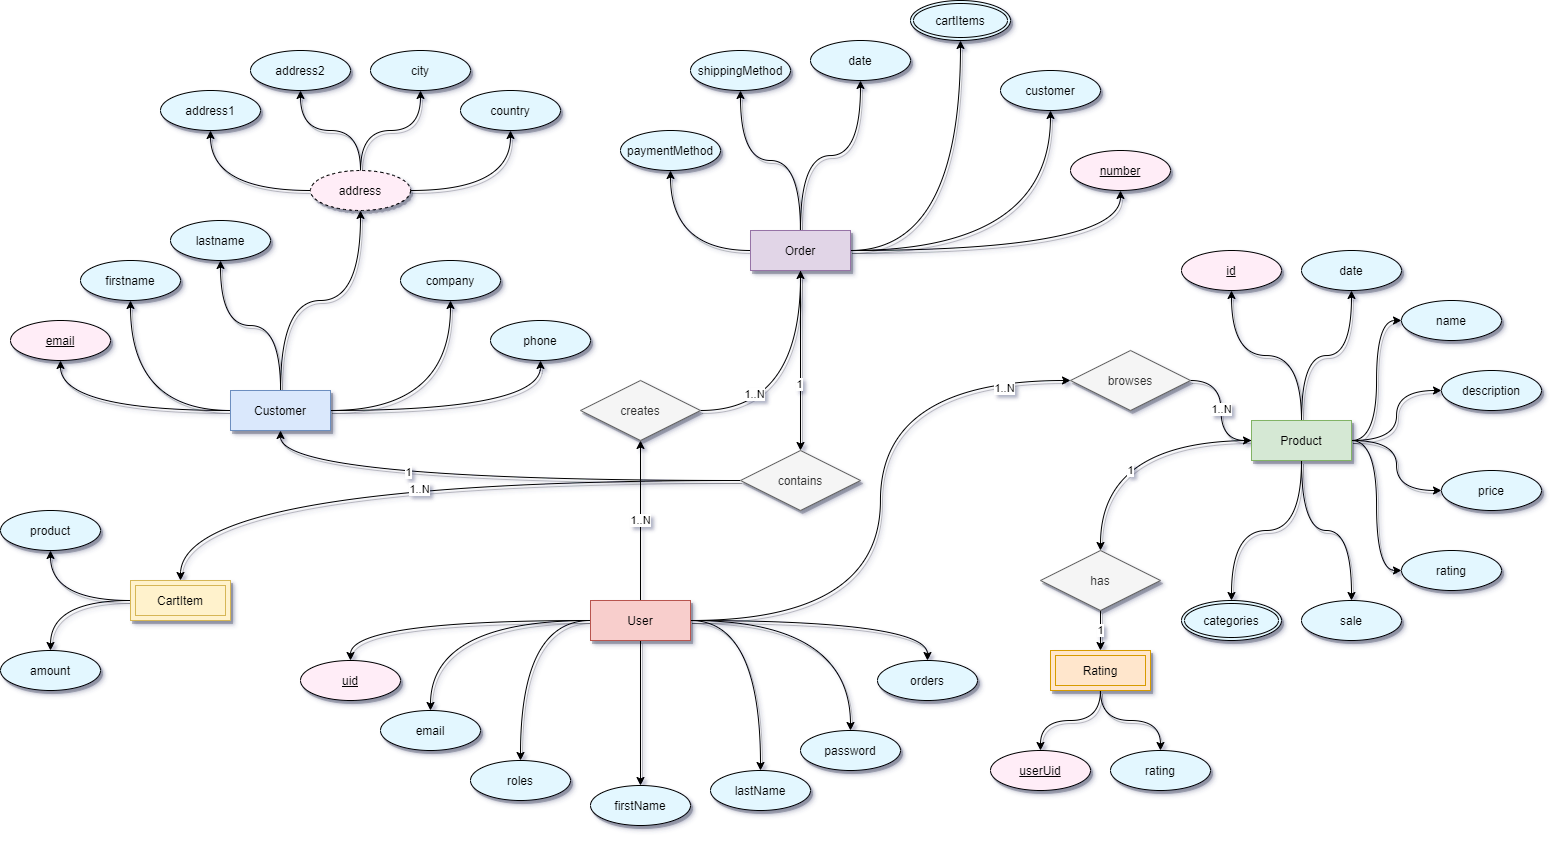 cartItems
address2
city
shippingMethod
date
customer
address1
country
paymentMethod
number
address
lastname
Order
firstname
company
id
date
email
phone
name
browses
1..N
1
1..N
description
Customer
creates
1..N
Product
1
1
contains
1..N
price
product
1..N
has
rating
CartItem
User
categories
sale
1
amount
uid
orders
Rating
email
roles
firstName
lastName
password
userUid
rating